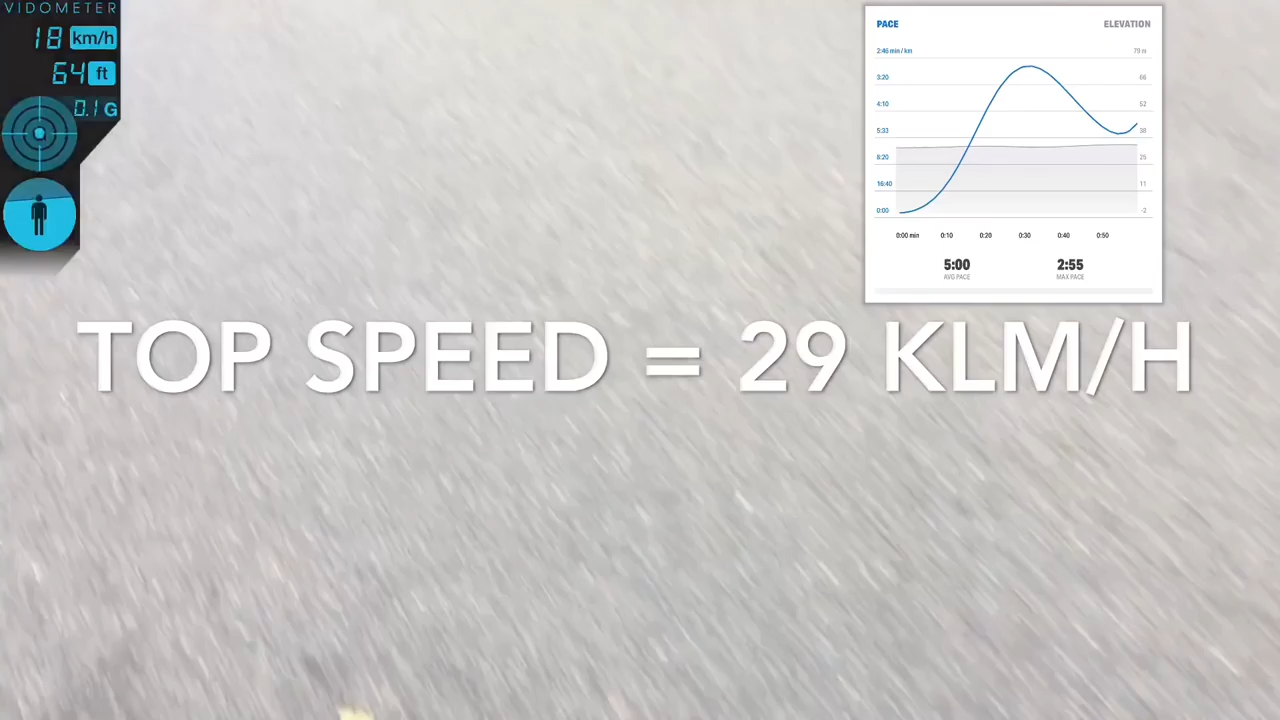 VIDOMETER
18 km/h
64 ft
0.1 G
PACE ELEVATION
2:46 min / km 79 m
3:20 66
4:10 52
5:33 38
8:20 25
16:40 11
0:00 -2
0:00 min 0:10 0:20 0:30 0:40 0:50
5:00 2:55
AVG PACE MAX PACE
TOP SPEED = 29 KLM/H